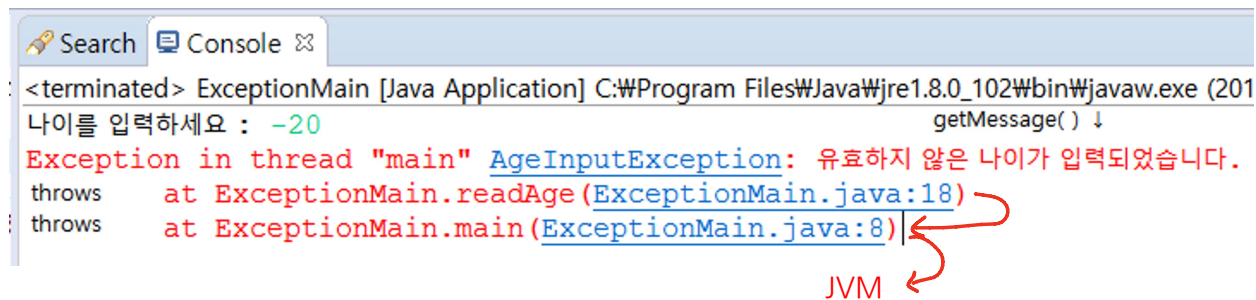 Search Console
<terminated> ExceptionMain [Java Application] C:₩Program Files₩Java₩jre1.8.0_102₩bin₩javaw.exe (201
나이를 입력하세요 : -20
getMessage( ) ↓
Exception in thread "main" AgeInputException: 유효하지 않은 나이가 입력되었습니다.
throws at ExceptionMain.readAge(ExceptionMain.java:18)
throws at ExceptionMain.main(ExceptionMain.java:8)
JVM